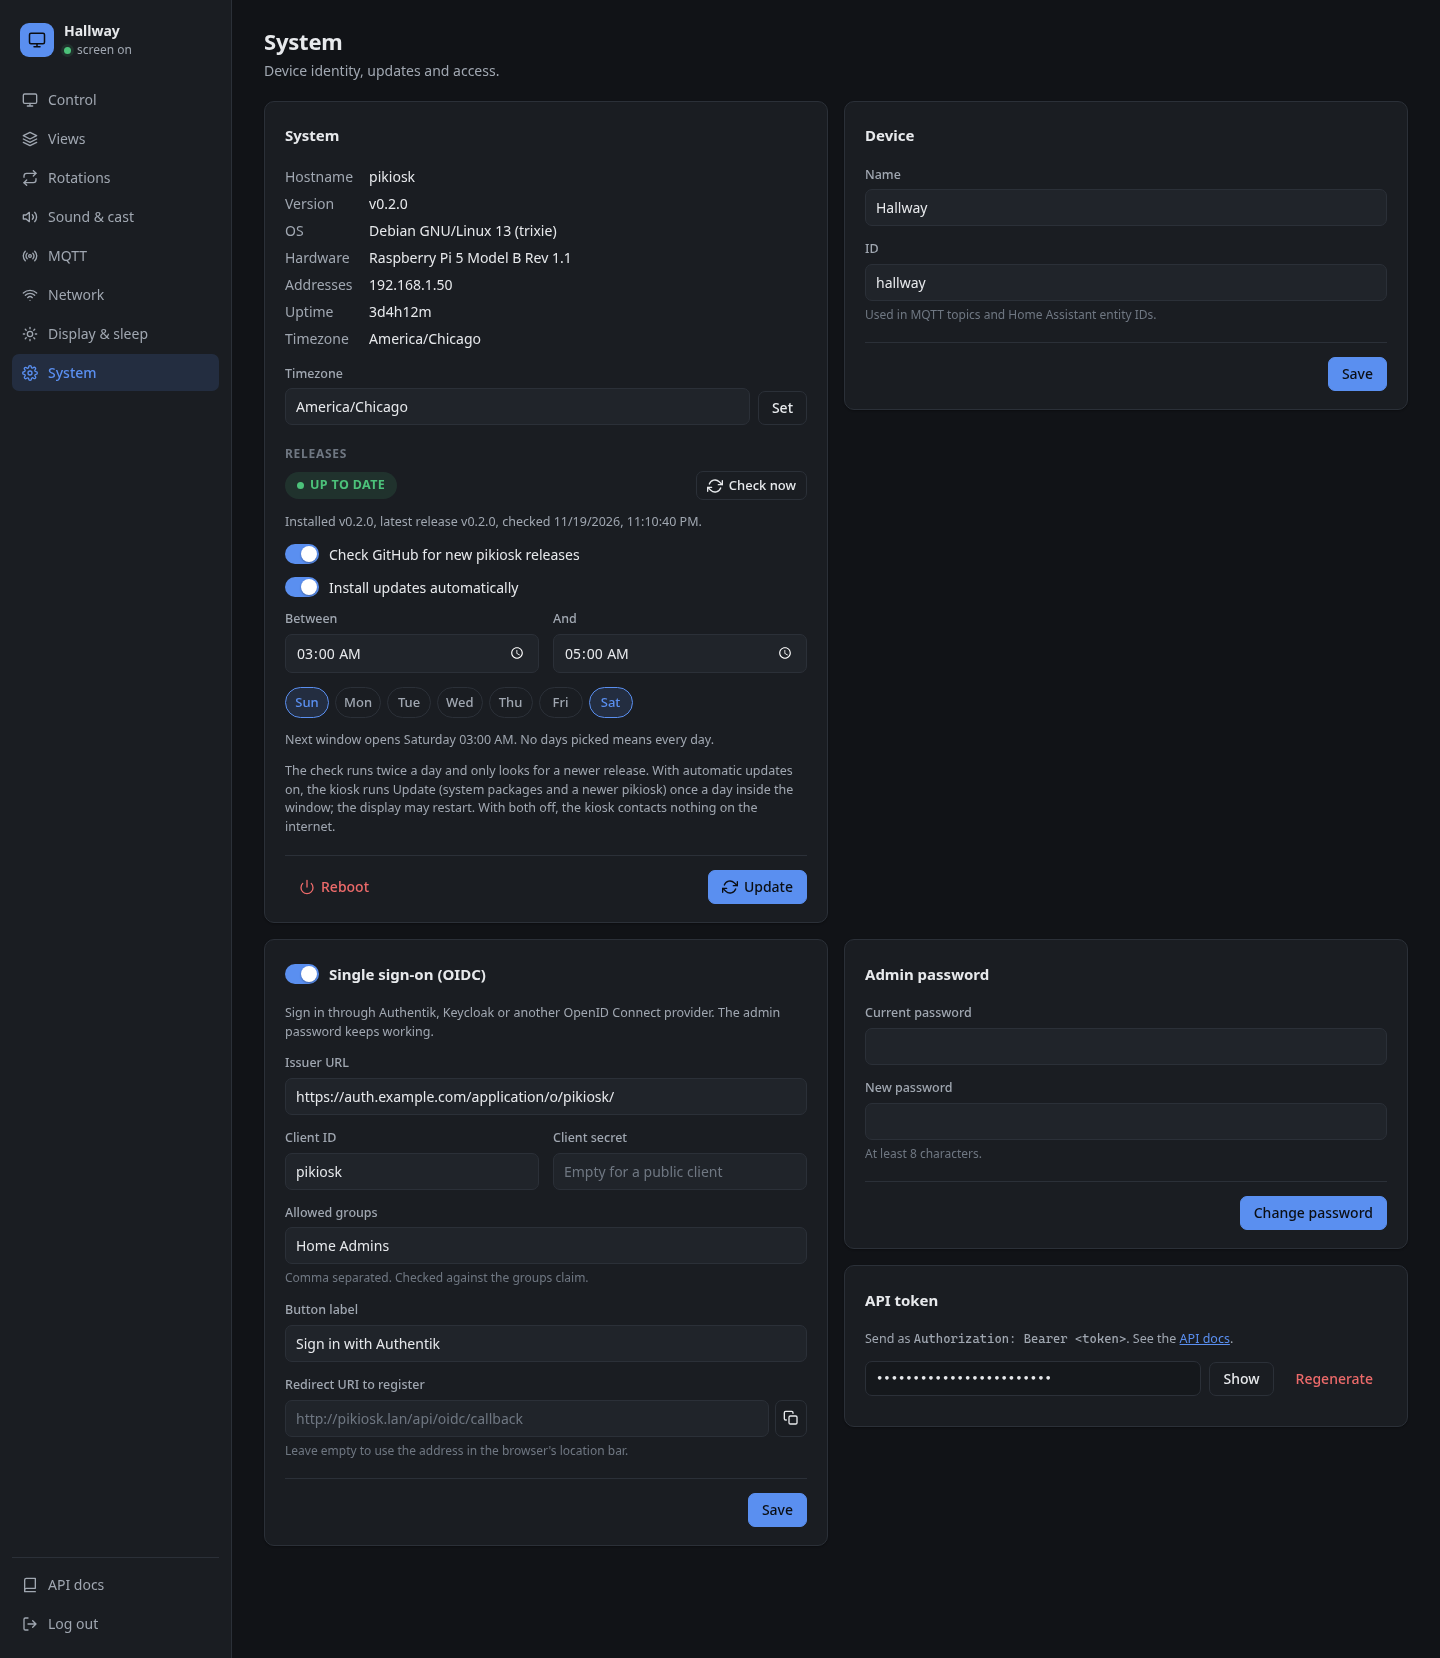 Hallway
screen on
Control
Views
Rotations
Sound & cast
MQTT
Network
Display & sleep
System
API docs
Log out
System
Device identity, updates and access.
System
Hostname pikiosk
Version v0.2.0
OS Debian GNU/Linux 13 (trixie)
Hardware Raspberry Pi 5 Model B Rev 1.1
Addresses 192.168.1.50
Uptime 3d4h12m
Timezone America/Chicago
Timezone
America/Chicago Set
RELEASES
UP TO DATE Check now
Installed v0.2.0, latest release v0.2.0, checked 11/19/2026, 11:10:40 PM.
Check GitHub for new pikiosk releases
Install updates automatically
Between And
03:00 AM 05:00 AM
Sun Mon Tue Wed Thu Fri Sat
Next window opens Saturday 03:00 AM. No days picked means every day.
The check runs twice a day and only looks for a newer release. With automatic updates
on, the kiosk runs Update (system packages and a newer pikiosk) once a day inside the
window; the display may restart. With both off, the kiosk contacts nothing on the
internet.
Reboot Update
Device
Name
Hallway
ID
hallway
Used in MQTT topics and Home Assistant entity IDs.
Save
Single sign-on (OIDC)
Sign in through Authentik, Keycloak or another OpenID Connect provider. The admin
password keeps working.
Issuer URL
https://auth.example.com/application/o/pikiosk/
Client ID Client secret
pikiosk Empty for a public client
Allowed groups
Home Admins
Comma separated. Checked against the groups claim.
Button label
Sign in with Authentik
Redirect URI to register
http://pikiosk.lan/api/oidc/callback
Leave empty to use the address in the browser's location bar.
Save
Admin password
Current password
New password
At least 8 characters.
Change password
API token
Send as Authorization: Bearer <token>. See the API docs.
•••••••••••••••••••••••• Show Regenerate